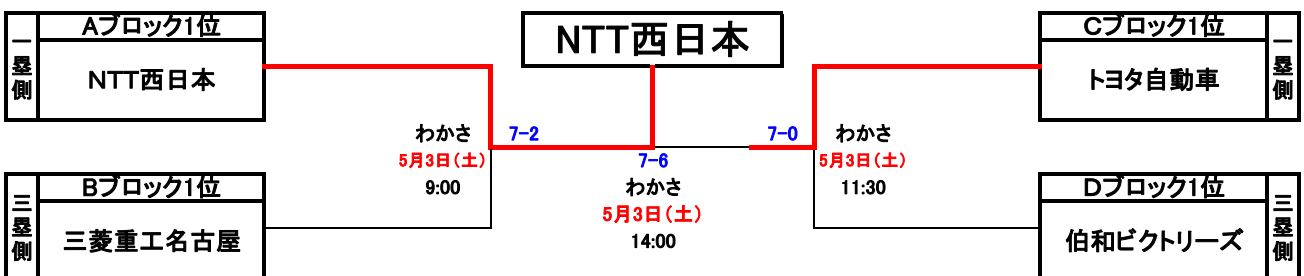 一塁側
Aブロック1位
NTT西日本
三塁側
Bブロック1位
三菱重工名古屋
わかさ
5月3日(土)
9:00
7-2
NTT西日本
7-6
わかさ
5月3日(土)
14:00
7-0
わかさ
5月3日(土)
11:30
Cブロック1位
トヨタ自動車
一塁側
Dブロック1位
伯和ビクトリーズ
三塁側